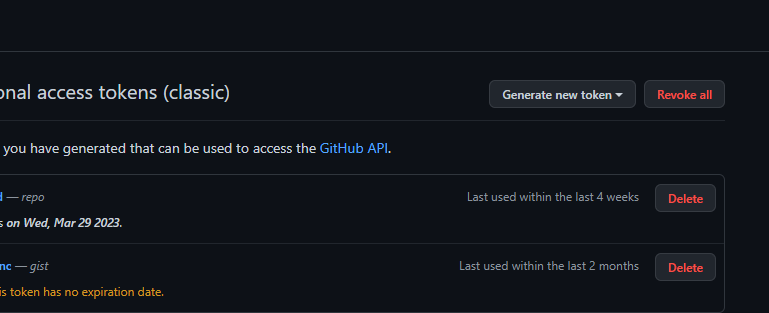 onal access tokens (classic)
Generate new token
Revoke all
you have generated that can be used to access the GitHub API.
d — repo
Last used within the last 4 weeks
Delete
s on Wed, Mar 29 2023.
nc — gist
Last used within the last 2 months
Delete
is token has no expiration date.